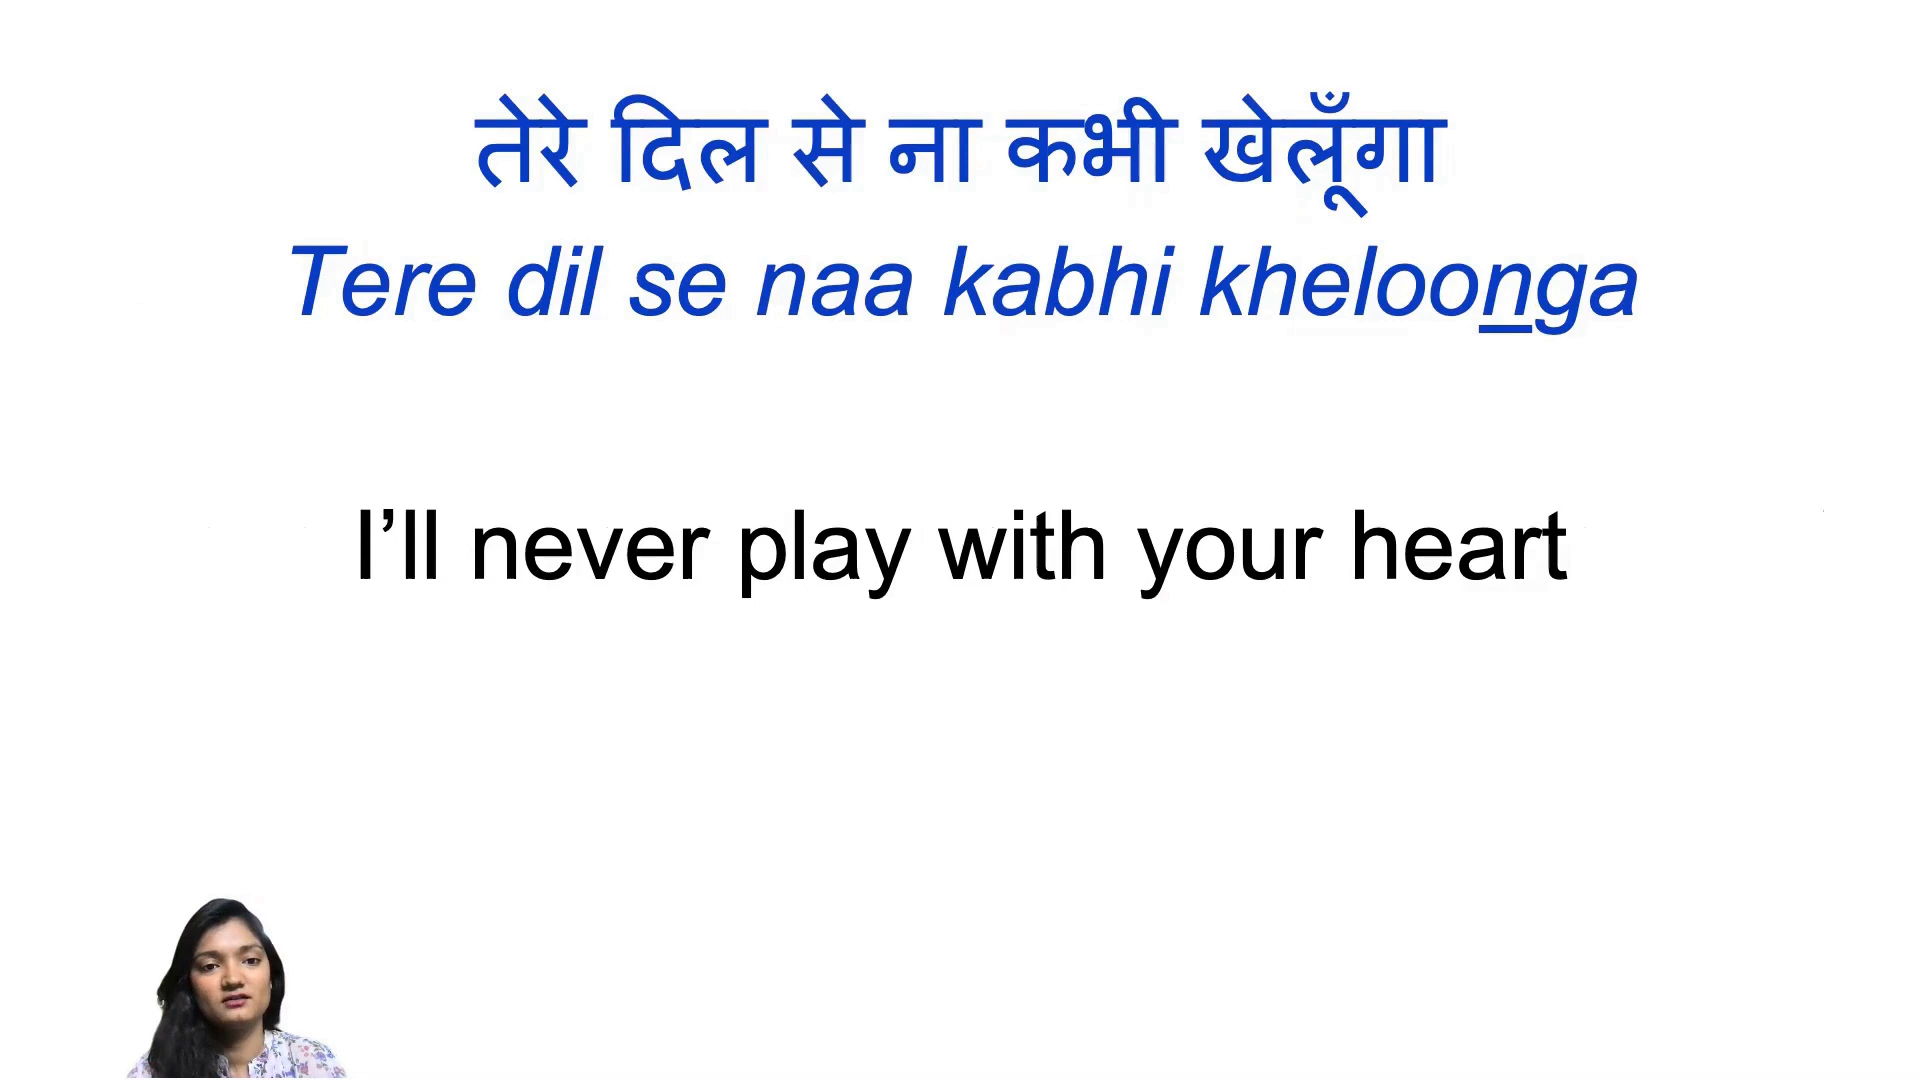 तेरे दिल से ना कभी खेलूँगा
Tere dil se naa kabhi kheloonga
I’ll never play with your heart